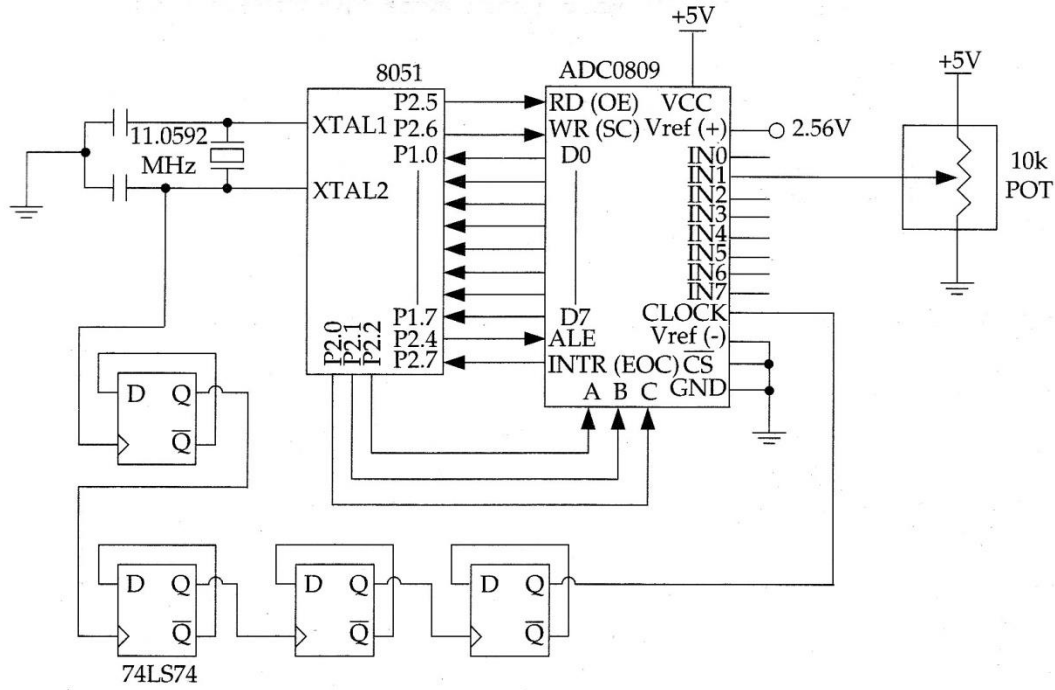 +5V
8051
ADC0809
+5V
P2.5
RD (OE)
VCC
11.0592
MHz
XTAL1
P2.6
WR (SC)
Vref (+)
2.56V
P1.0
D0
IN0
XTAL2
IN1
10k
POT
IN2
IN3
IN4
IN5
IN6
IN7
P1.7
D7
CLOCK
P2.0
P2.1
P2.2
P2.4
ALE
Vref (-)
P2.7
INTR (EOC)
CS
GND
A B C
D Q
Q
D Q
Q
D Q
Q
D Q
Q
74LS74